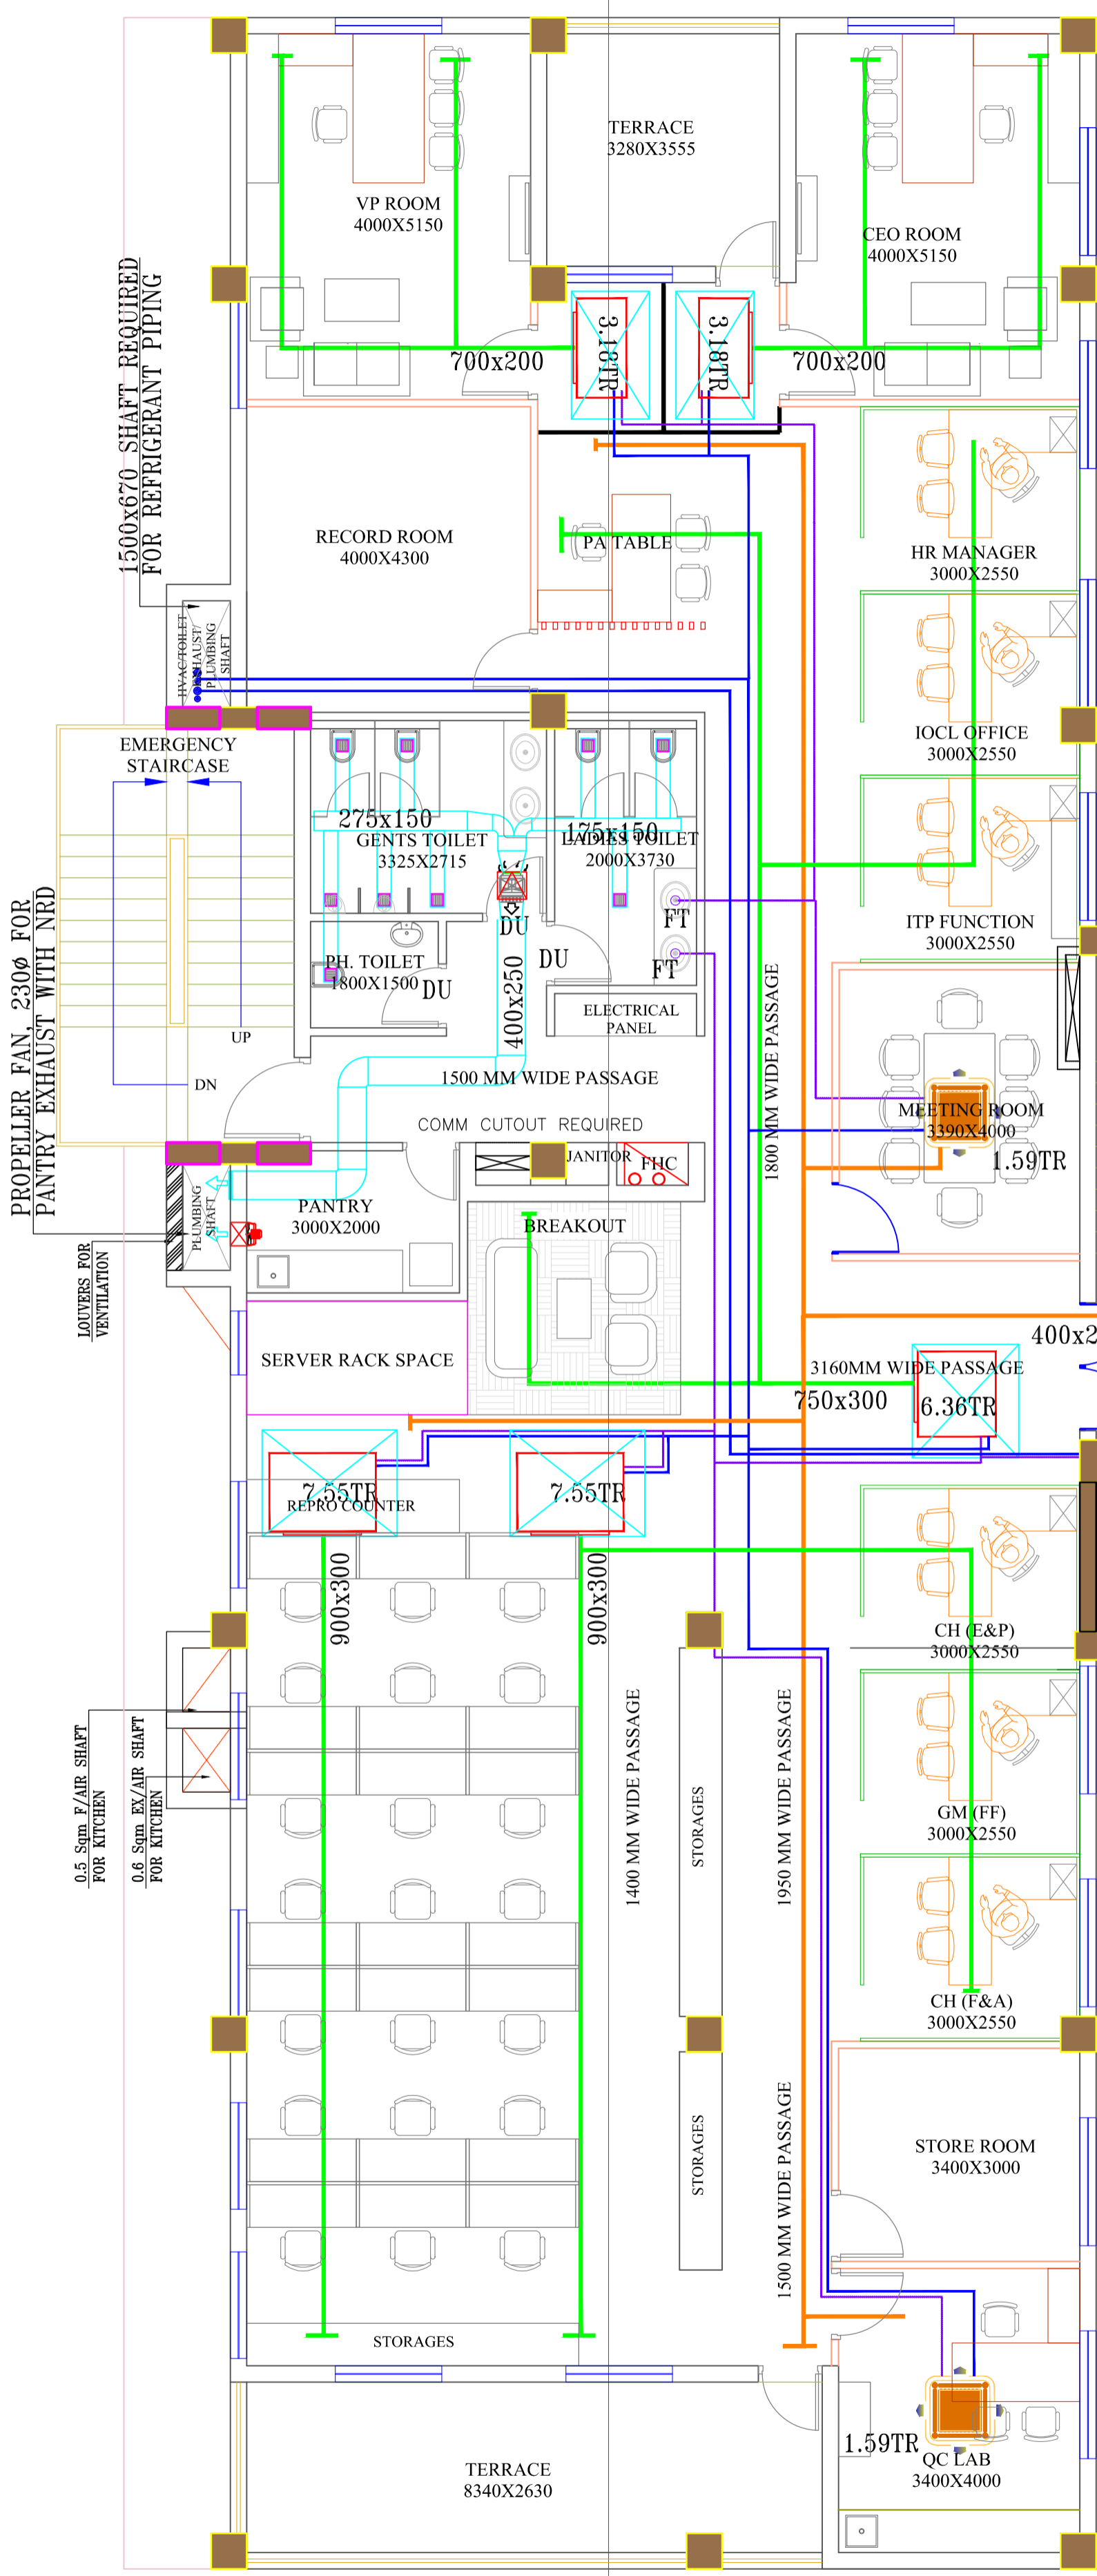 TERRACE
3280X3555
VP ROOM
4000X5150
CEO ROOM
4000X5150
1500x670 SHAFT REQUIRED
FOR REFRIGERANT PIPING
3.18TR
3.18TR
700x200
700x200
RECORD ROOM
4000X4300
PA TABLE
HR MANAGER
3000X2550
HVAC/TOILET
EXHAUST/
PLUMBING
SHAFT
IOCL OFFICE
3000X2550
EMERGENCY
STAIRCASE
275x150
GENTS TOILET
3325X2715
175x150
LADIES TOILET
2000X3730
ITP FUNCTION
3000X2550
PROPELLER FAN, 230ø FOR
PANTRY EXHAUST WITH NRD
DU
FT
PH. TOILET
1800X1500
DU
DU
FT
400x250
ELECTRICAL
PANEL
1800 MM WIDE PASSAGE
UP
DN
1500 MM WIDE PASSAGE
COMM CUTOUT REQUIRED
MEETING ROOM
3390X4000
1.59TR
JANITOR
FHC
PANTRY
3000X2000
BREAKOUT
PLUMBING
SHAFT
LOUVERS FOR
VENTILATION
400x2
SERVER RACK SPACE
3160MM WIDE PASSAGE
750x300
6.36TR
7.55TR
REPRO COUNTER
7.55TR
900x300
900x300
CH (E&P)
3000X2550
0.5 Sqm F/AIR SHAFT
FOR KITCHEN
0.6 Sqm EX/AIR SHAFT
FOR KITCHEN
1400 MM WIDE PASSAGE
STORAGES
1950 MM WIDE PASSAGE
GM (FF)
3000X2550
CH (F&A)
3000X2550
STORAGES
1500 MM WIDE PASSAGE
STORE ROOM
3400X3000
STORAGES
1.59TR
QC LAB
3400X4000
TERRACE
8340X2630